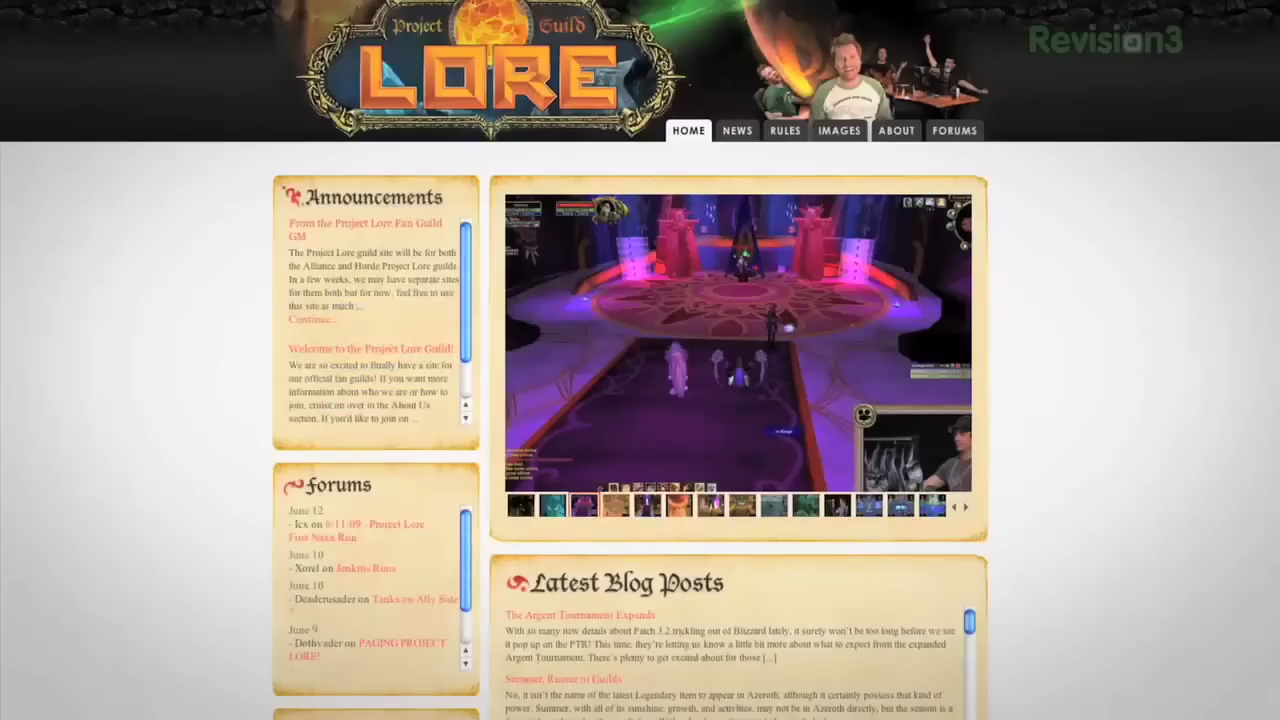 Project Guild
LORE
Revision3
HOME NEWS RULES IMAGES ABOUT FORUMS
Announcements
From the Project Lore Fan Guild
GM
The Project Lore guild site will be for both
the Alliance and Horde Project Lore guilds.
In a few weeks, we may have separate sites
for them both but for now, feel free to use
this site as much ...
Continue...
Welcome to the Project Lore Guild!
We are so excited to finally have a site for
our official fan guilds! If you want more
information about who we are or how to
join, cruise on over to the About Us
section. If you'd like to join on ...
Forums
June 12
- Icx on 6/11/09 - Project Lore
First Naxx Run
June 10
- Xorel on Jenkins Runs
June 10
- Deaderusader on Tanks on Ally Side
?
June 9
- Dothvader on PAGING PROJECT
LORE!
Latest Blog Posts
The Argent Tournament Expands
With so many new details about Patch 3.2 trickling out of Blizzard lately, it surely won't be too long before we see
it pop up on the PTR! This time, they're letting us know a little bit more about what to expect from the expanded
Argent Tournament. There's plenty to get excited about for those [...]
Summer, Ruiner of Guilds
No, it isn't the name of the latest Legendary item to appear in Azeroth, although it certainly possess that kind of
power. Summer, with all of its sunshine, growth, and activities, may not be in Azeroth directly, but the season is a